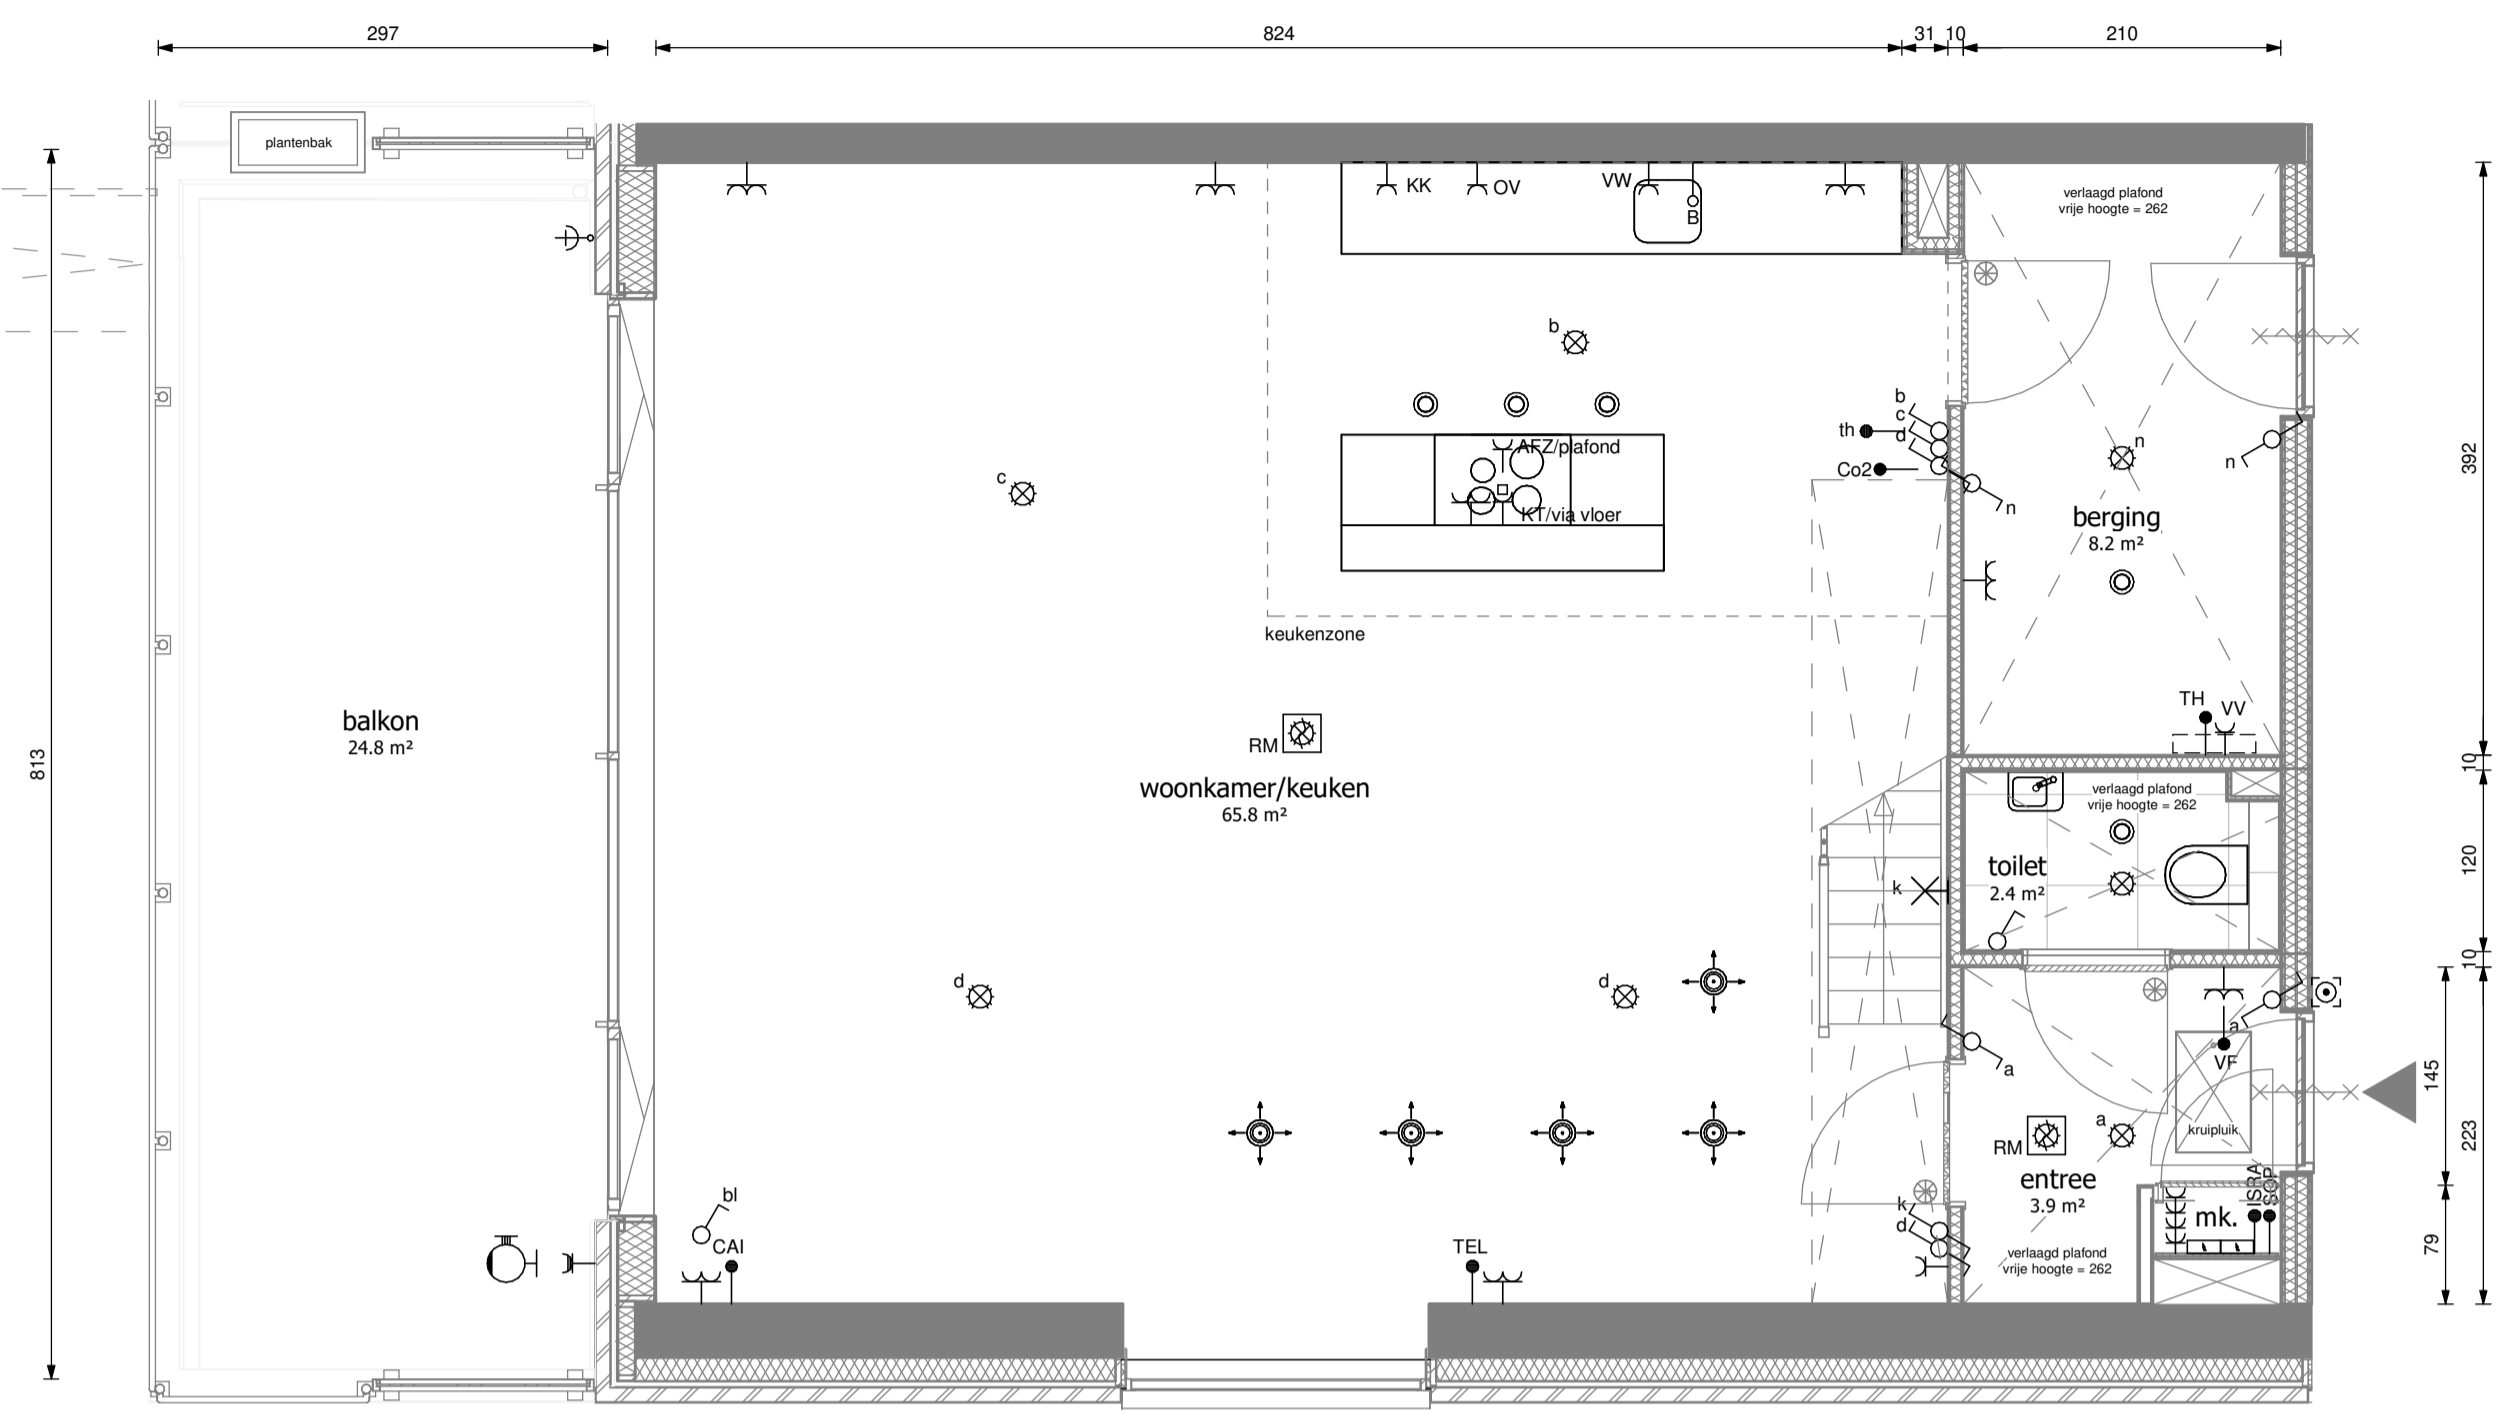 297
824
31
10
210
plantenbak
KK
OV
VW
B
verlaagd plafond
vrije hoogte = 262
b
b
c
d
th
Co2
n
n
n
AFZ/plafond
KT/via vloer
c
392
berging
8.2 m²
keukenzone
TH
VV
RM
balkon
24.8 m²
813
woonkamer/keuken
65.8 m²
10
verlaagd plafond
vrije hoogte = 262
toilet
2.4 m²
120
k
10
d
d
a
VF
a
145
a
kruipluik
RM
223
entree
3.9 m²
ISRA
SOP
mk.
bl
CAI
TEL
k
d
79
verlaagd plafond
vrije hoogte = 262